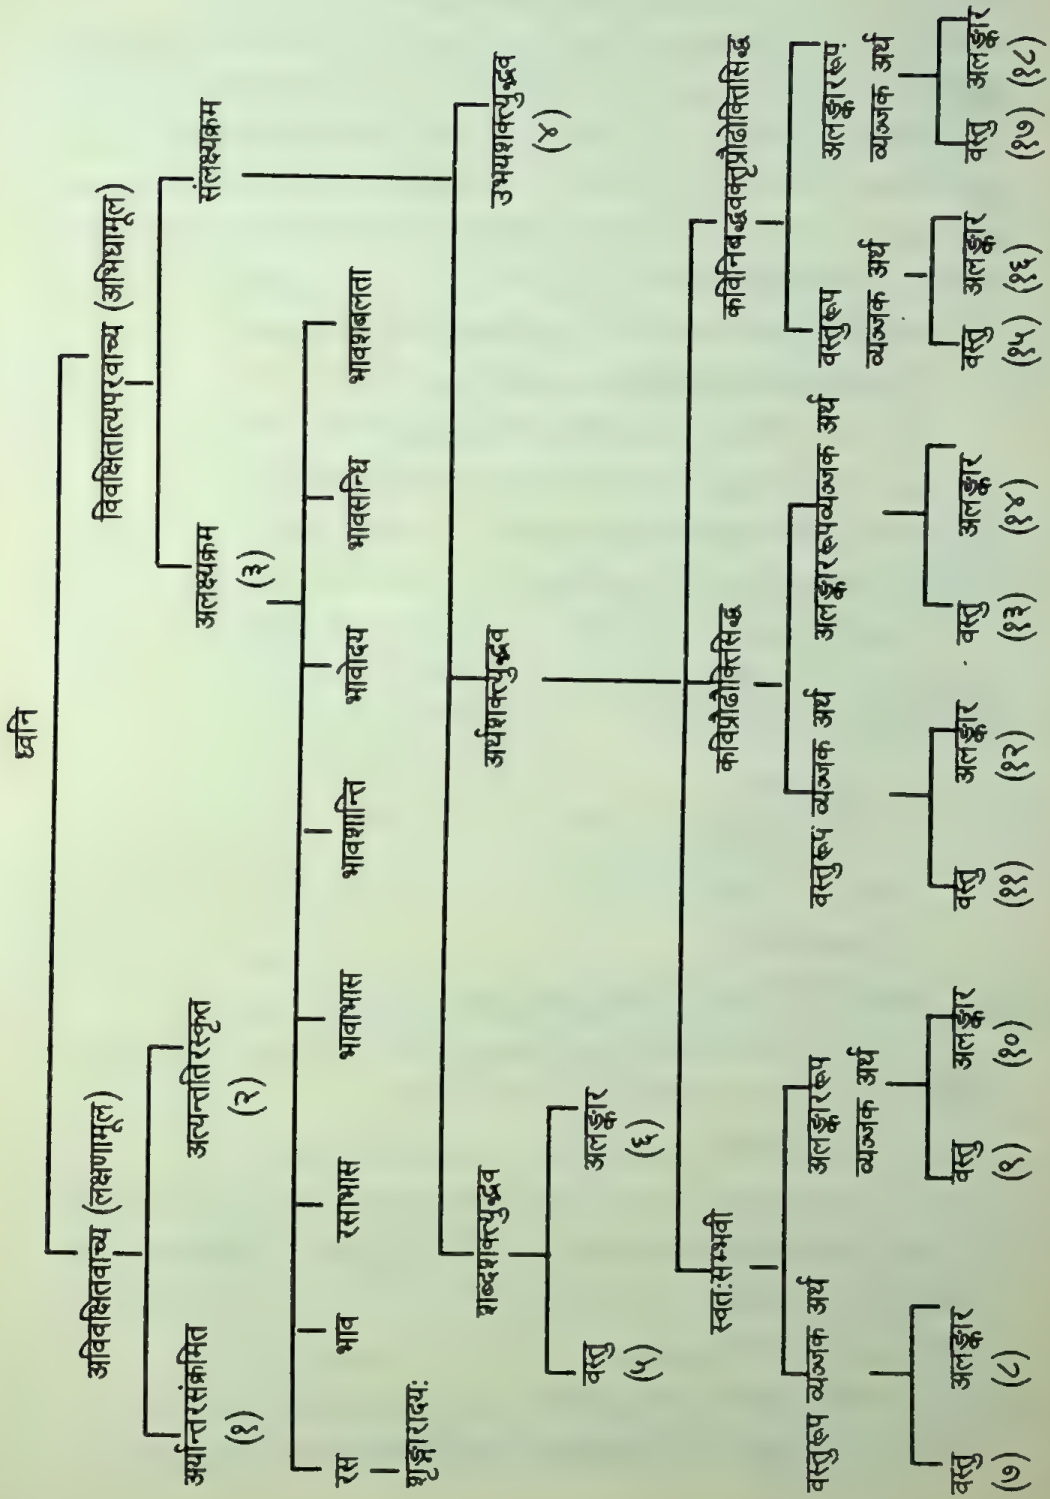 ध्वनि
अविवक्षितवाच्य (लक्षणामूल)
विवक्षितात्यपरवाच्य (अभिधामूल)
अर्यान्तरसंक्रमित
(१)
अत्यन्ततिरस्कृत
(२)
अलक्ष्यक्रम
(३)
संलक्ष्यक्रम
रस
भाव
रसाभास
भावाभास
भावशान्ति
भावोदय
भावसन्धि
भावशबलता
शृङ्गारादयः
शब्दशक्त्युद्भव
अर्थशक्त्युद्भव
उभयशक्त्युद्भव
(४)
वस्तु
(५)
अलङ्कार
(६)
स्वतःसम्भवी
कविप्रौढोक्तिसिद्ध
कविनिबद्धवक्तृप्रौढोक्तिसिद्ध
वस्तुरूप व्यञ्जक अर्थ
अलङ्काररूप
व्यञ्जक अर्थ
वस्तुरूपं व्यञ्जक अर्थ
अलङ्काररूपव्यञ्जक अर्थ
वस्तुरूप
व्यञ्जक अर्थ
अलङ्काररूपं
व्यञ्जक अर्थ
वस्तु
(७)
अलङ्कार
(८)
वस्तु
(९)
अलङ्कार
(१०)
वस्तु
(११)
अलङ्कार
(१२)
वस्तु
(१३)
अलङ्कार
(१४)
वस्तु
(१५)
अलङ्कार
(१६)
वस्तु
(१७)
अलङ्कार
(१८)